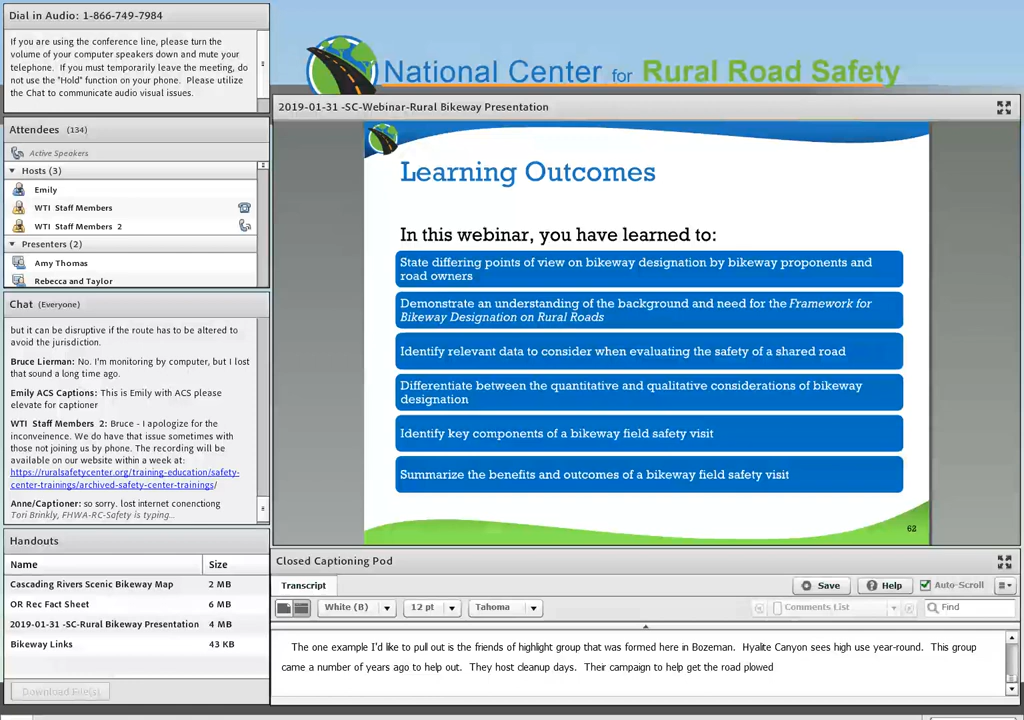 Dial in Audio: 1-866-749-7984
If you are using the conference line, please turn the
volume of your computer speakers down and mute your
telephone.  If you must temporarily leave the meeting, do
not use the "Hold" function on your phone.  Please utilize
the Chat to communicate audio visual issues.
Attendees (134)
Active Speakers
Hosts (3)
Emily
WTI Staff Members
WTI Staff Members 2
Presenters (2)
Amy Thomas
Rebecca and Taylor
Chat (Everyone)
but it can be disruptive if the route has to be altered to
avoid the jurisdiction.
Bruce Lierman: No. I'm monitoring by computer, but I lost
that sound a long time ago.
Emily ACS Captions: This is Emily with ACS please
elevate for captioner
WTI Staff Members 2: Bruce - I apologize for the
inconveinence. We do have that issue sometimes with
those not joining us by phone. The recording will be
available on our website within a week at:
https://ruralsafetycenter.org/training-education/safety-
center-trainings/archived-safety-center-trainings/
Anne/Captioner: so sorry. lost internet conenctiong
Tori Brinkly, FHWA-RC-Safety is typing...
Handouts
Name Size
Cascading Rivers Scenic Bikeway Map 2 MB
OR Rec Fact Sheet 6 MB
2019-01-31 -SC-Rural Bikeway Presentation 4 MB
Bikeway Links 43 KB
Download File(s)
National Center for Rural Road Safety
2019-01-31 -SC-Webinar-Rural Bikeway Presentation
Learning Outcomes
In this webinar, you have learned to:
State differing points of view on bikeway designation by bikeway proponents and
road owners
Demonstrate an understanding of the background and need for the Framework for
Bikeway Designation on Rural Roads
Identify relevant data to consider when evaluating the safety of a shared road
Differentiate between the quantitative and qualitative considerations of bikeway
designation
Identify key components of a bikeway field safety visit
Summarize the benefits and outcomes of a bikeway field safety visit
62
Closed Captioning Pod
Transcript
Save
Help
Auto-Scroll
White (B)
12 pt
Tahoma
Comments List
Find
The one example I'd like to pull out is the friends of highlight group that was formed here in Bozeman.  Hyalite Canyon sees high use year-round.  This group
came a number of years ago to help out.  They host cleanup days.  Their campaign to help get the road plowed